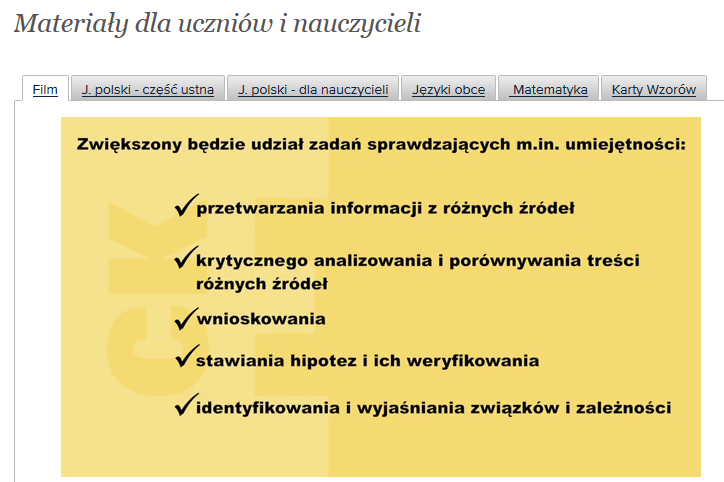 Materiały dla uczniów i nauczycieli
Film
J. polski - część ustna
J. polski - dla nauczycieli
Języki obce
Matematyka
Karty Wzorów
Zwiększony będzie udział zadań sprawdzających m.in. umiejętności:
przetwarzania informacji z różnych źródeł
krytycznego analizowania i porównywania treści
różnych źródeł
wnioskowania
stawiania hipotez i ich weryfikowania
identyfikowania i wyjaśniania związków i zależności
CK